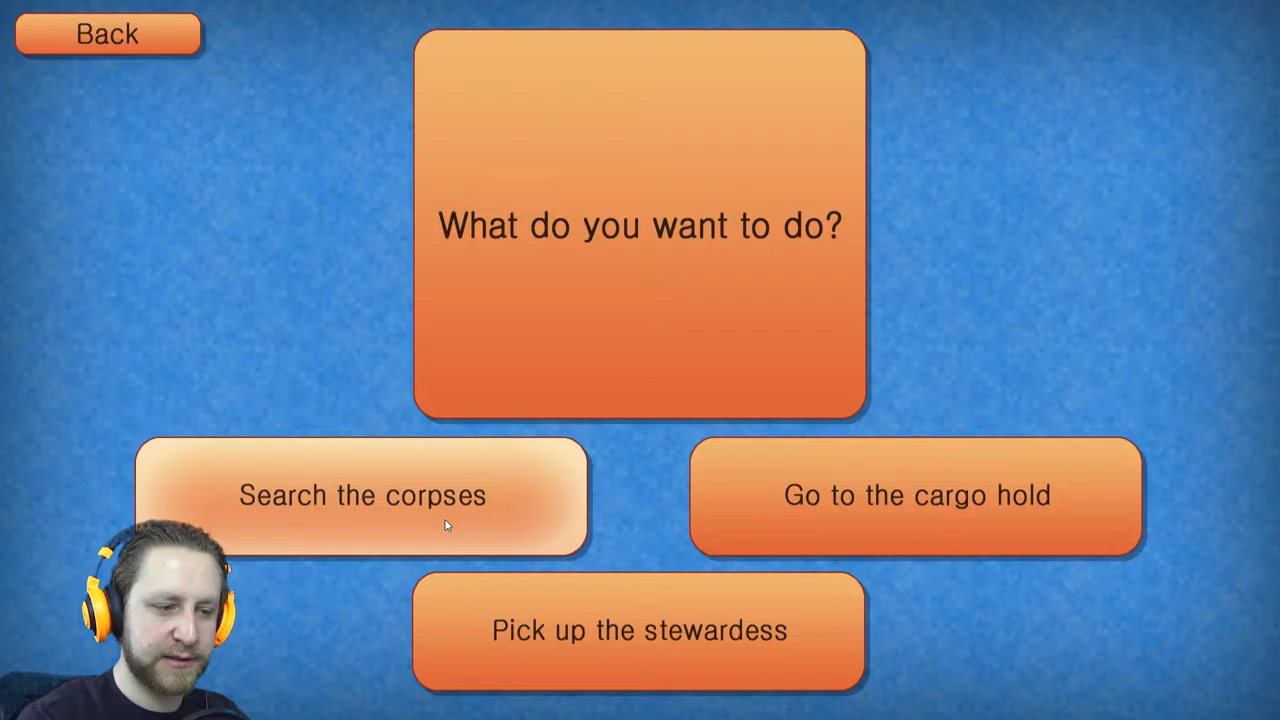 Back
What do you want to do?
Search the corpses
Go to the cargo hold
Pick up the stewardess